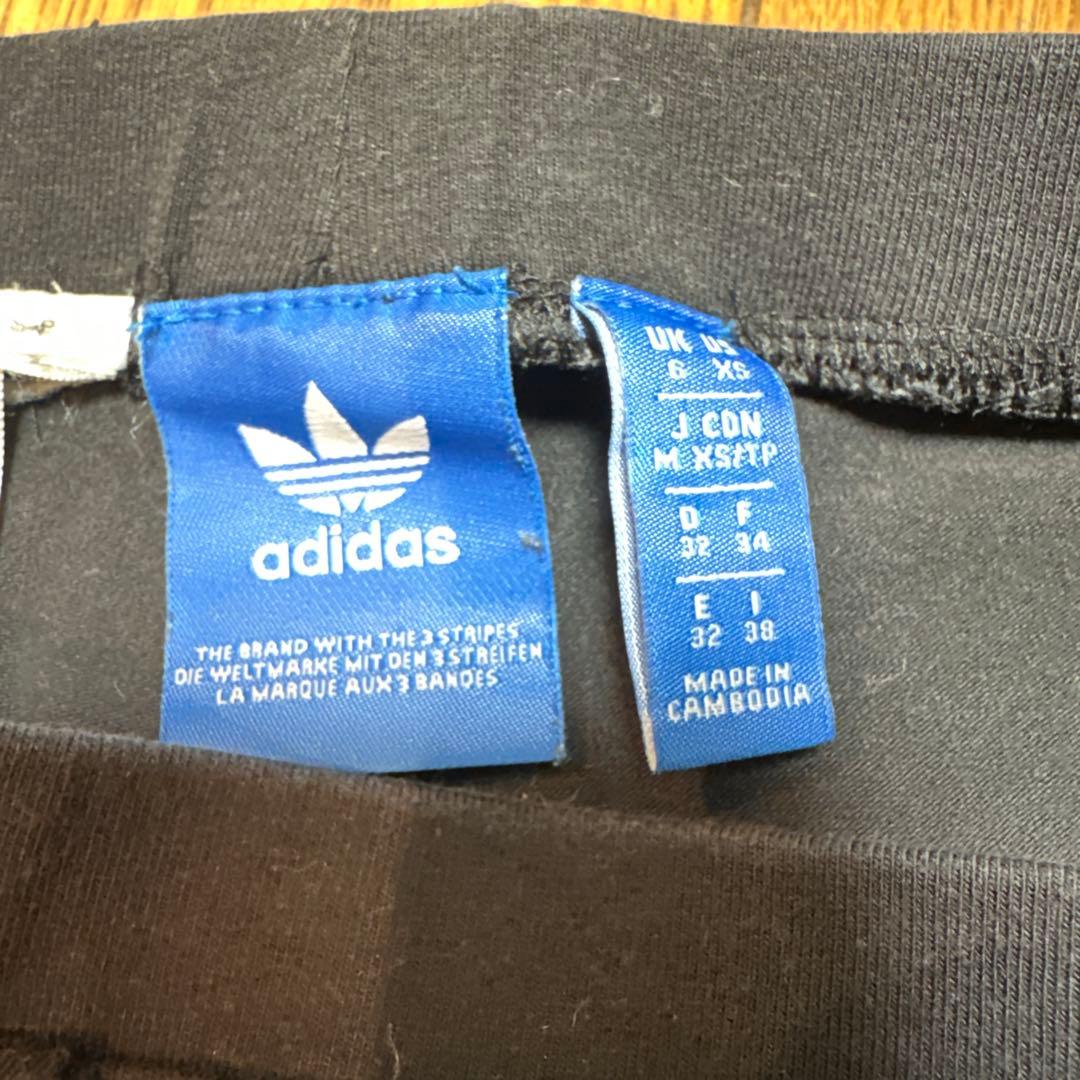 adidas
THE BRAND WITH THE 3 STRIPES
DIE WELTMARKE MIT DEN 3 STREIFEN
LA MARQUE AUX 3 BANDES
UK US
6 XS
J CDN
M XS/TP
D F
32 34
E I
32 38
MADE IN
CAMBODIA